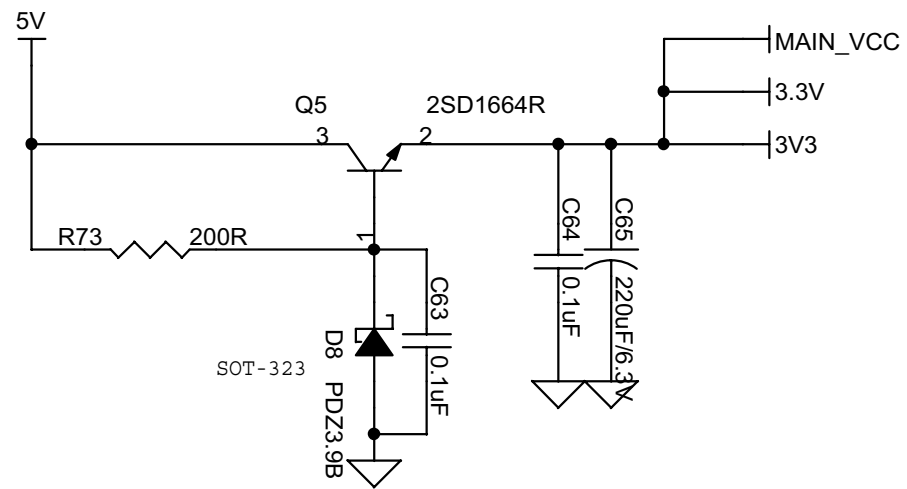 5V
MAIN_VCC
3.3V
Q5
2SD1664R
3
2
3V3
C64
C65
R73
200R
1
C63
0.1uF
220uF/6.3V
D8
0.1uF
SOT-323
PDZ3.9B